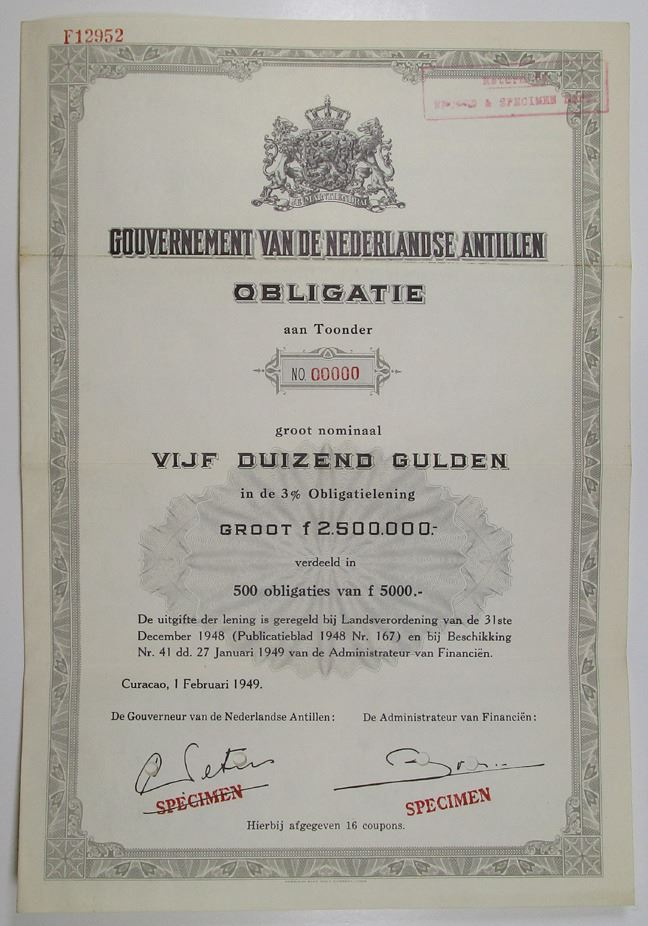 F12952
& SPECIMEN
JE MAINTIENDRAI
GOUVERNEMENT VAN DE NEDERLANDSE ANTILLEN
OBLIGATIE
aan Toonder
NO. 00000
groot nominaal
VIJF DUIZEND GULDEN
in de 3% Obligatielening
GROOT f 2.500.000.-
verdeeld in
500 obligaties van f 5000.-
De uitgifte der lening is geregeld bij Landsverordening van de 31ste
December 1948 (Publicatieblad 1948 Nr. 167) en bij Beschikking
Nr. 41 dd. 27 Januari 1949 van de Administrateur van Financiën.
Curacao, 1 Februari 1949.
De Gouverneur van de Nederlandse Antillen: De Administrateur van Financiën:
Peters
SPECIMEN SPECIMEN
Hierbij afgegeven 16 coupons.